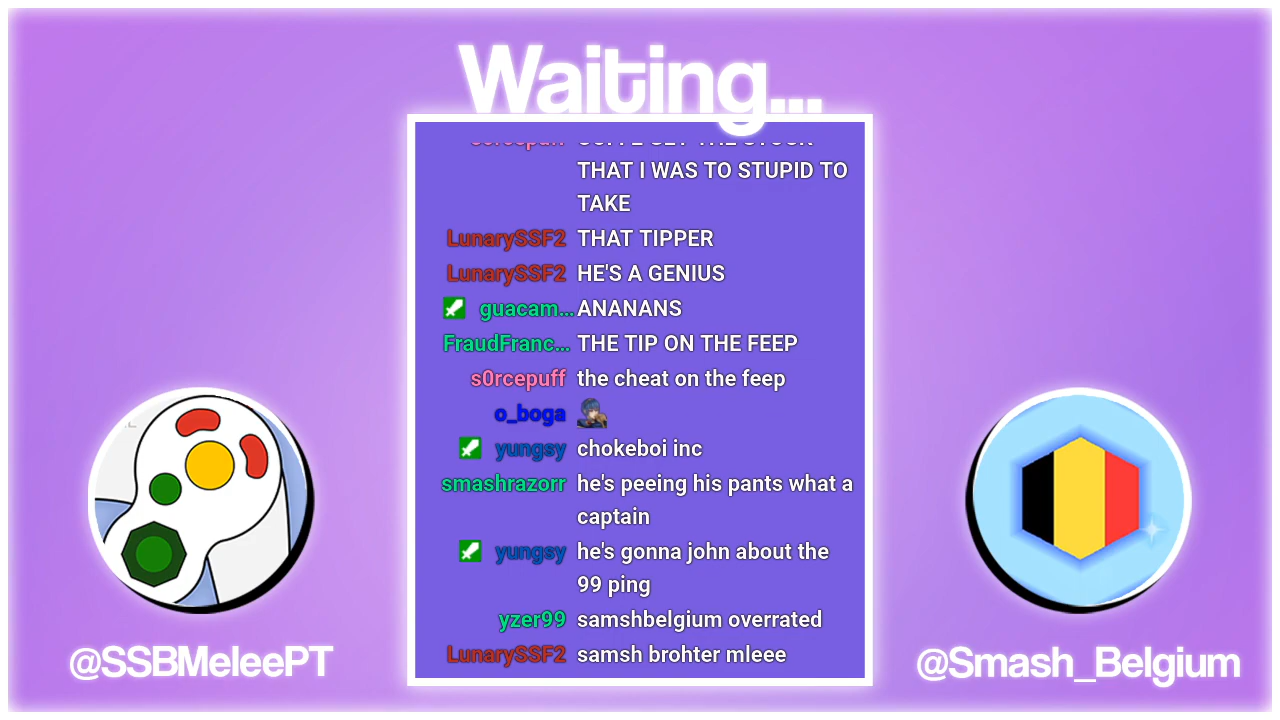 Waiting...
THAT I WAS TO STUPID TO
TAKE
LunarySSF2 THAT TIPPER
LunarySSF2 HE'S A GENIUS
guacam... ANANANS
FraudFranc... THE TIP ON THE FEEP
s0rcepuff the cheat on the feep
o_boga
yungsy chokeboi inc
smashrazorr he's peeing his pants what a
captain
yungsy he's gonna john about the
99 ping
yzer99 samshbelgium overrated
LunarySSF2 samsh brohter mleee
@SSBMeleePT
@Smash_Belgium